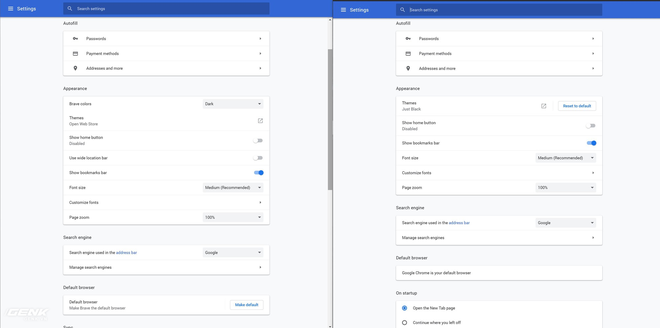 Settings
Search settings
Autofill
Passwords
Payment methods
Addresses and more
Appearance
Brave colors
Dark
Themes
Open Web Store
Show home button
Disabled
Use wide location bar
Show bookmarks bar
Font size
Medium (Recommended)
Customize fonts
Page zoom
100%
Search engine
Search engine used in the address bar
Google
Manage search engines
Default browser
Default browser
Make Brave the default browser
Make default
GENK
Settings
Search settings
Autofill
Passwords
Payment methods
Addresses and more
Appearance
Themes
Just Black
Reset to default
Show home button
Disabled
Show bookmarks bar
Font size
Medium (Recommended)
Customize fonts
Page zoom
100%
Search engine
Search engine used in the address bar
Google
Manage search engines
Default browser
Google Chrome is your default browser
On startup
Open the New Tab page
Continue where you left off